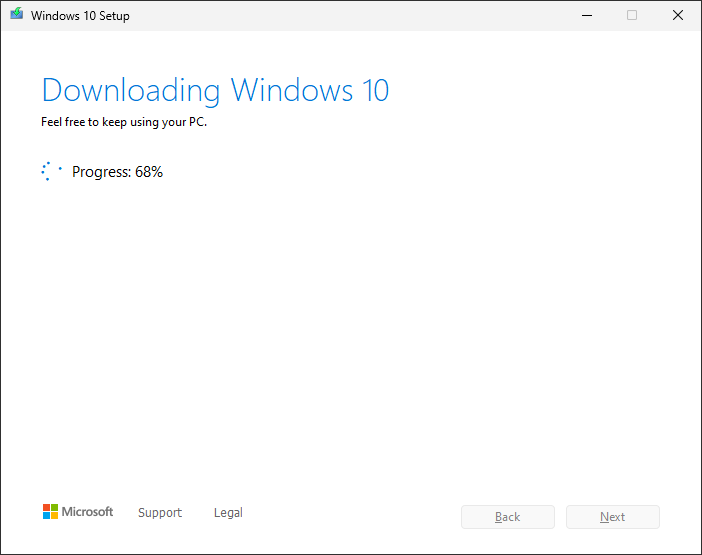 Windows 10 Setup
Downloading Windows 10
Feel free to keep using your PC.
Progress: 68%
Microsoft Support Legal Back Next